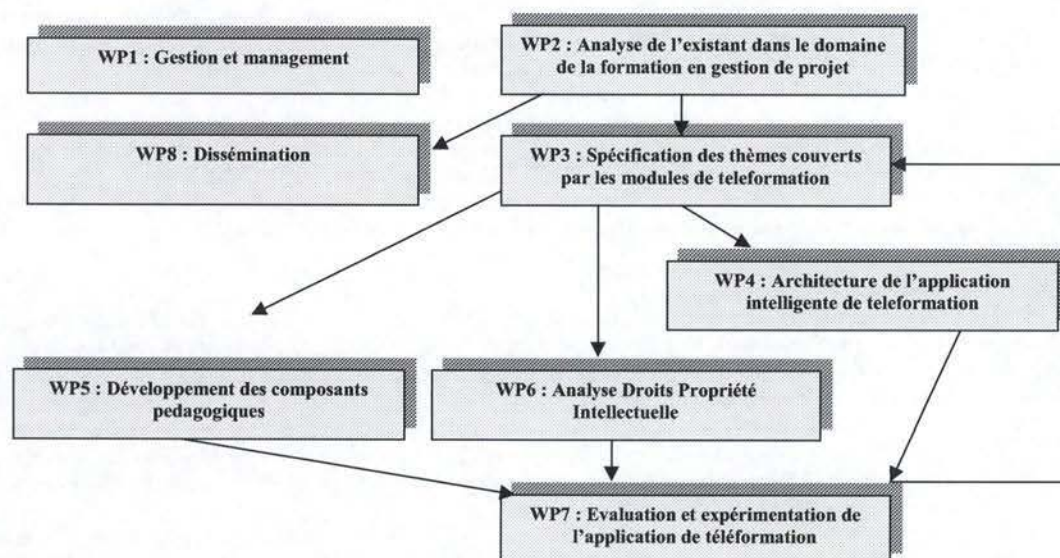 WP1 : Gestion et management
WP2 : Analyse de l'existant dans le domaine
de la formation en gestion de projet
WP8 : Dissémination
WP3 : Spécification des thèmes couverts
par les modules de teleformation
WP4 : Architecture de l'application
intelligente de teleformation
WP5 : Développement des composants
pedagogiques
WP6 : Analyse Droits Propriété
Intellectuelle
WP7 : Evaluation et expérimentation de
l'application de téléformation